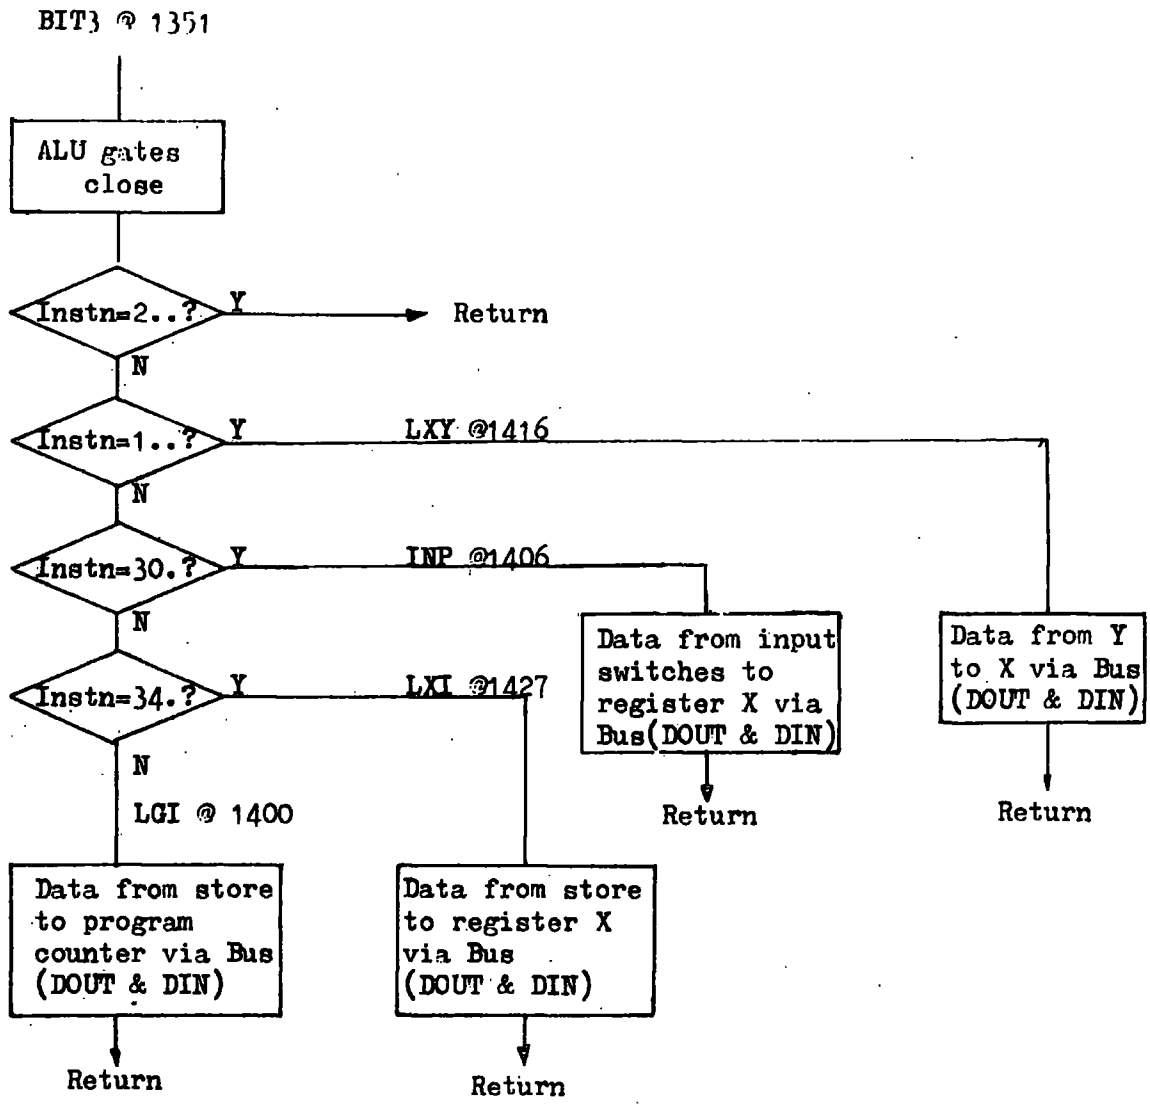 BIT3 @ 1351
ALU gates
close
Instn=2..?
Y
Return
N
Instn=1..?
Y
LXY @1416
N
Instn=30.?
Y
INP @1406
N
Data from input
switches to
register X via
Bus(DOUT & DIN)
Return
Data from Y
to X via Bus
(DOUT & DIN)
Return
Instn=34.?
Y
LXI @1427
N
LGI @ 1400
Data from store
to program
counter via Bus
(DOUT & DIN)
Return
Data from store
to register X
via Bus
(DOUT & DIN)
Return